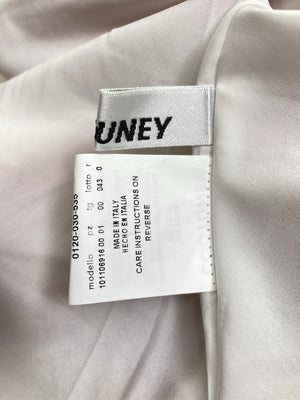 UNEY
0120-030-535
modello pz tg lotto r
101106916 00 01 00 043 0
MADE IN ITALY
HECHO EN ITALIA
CARE INSTRUCTIONS ON
REVERSE